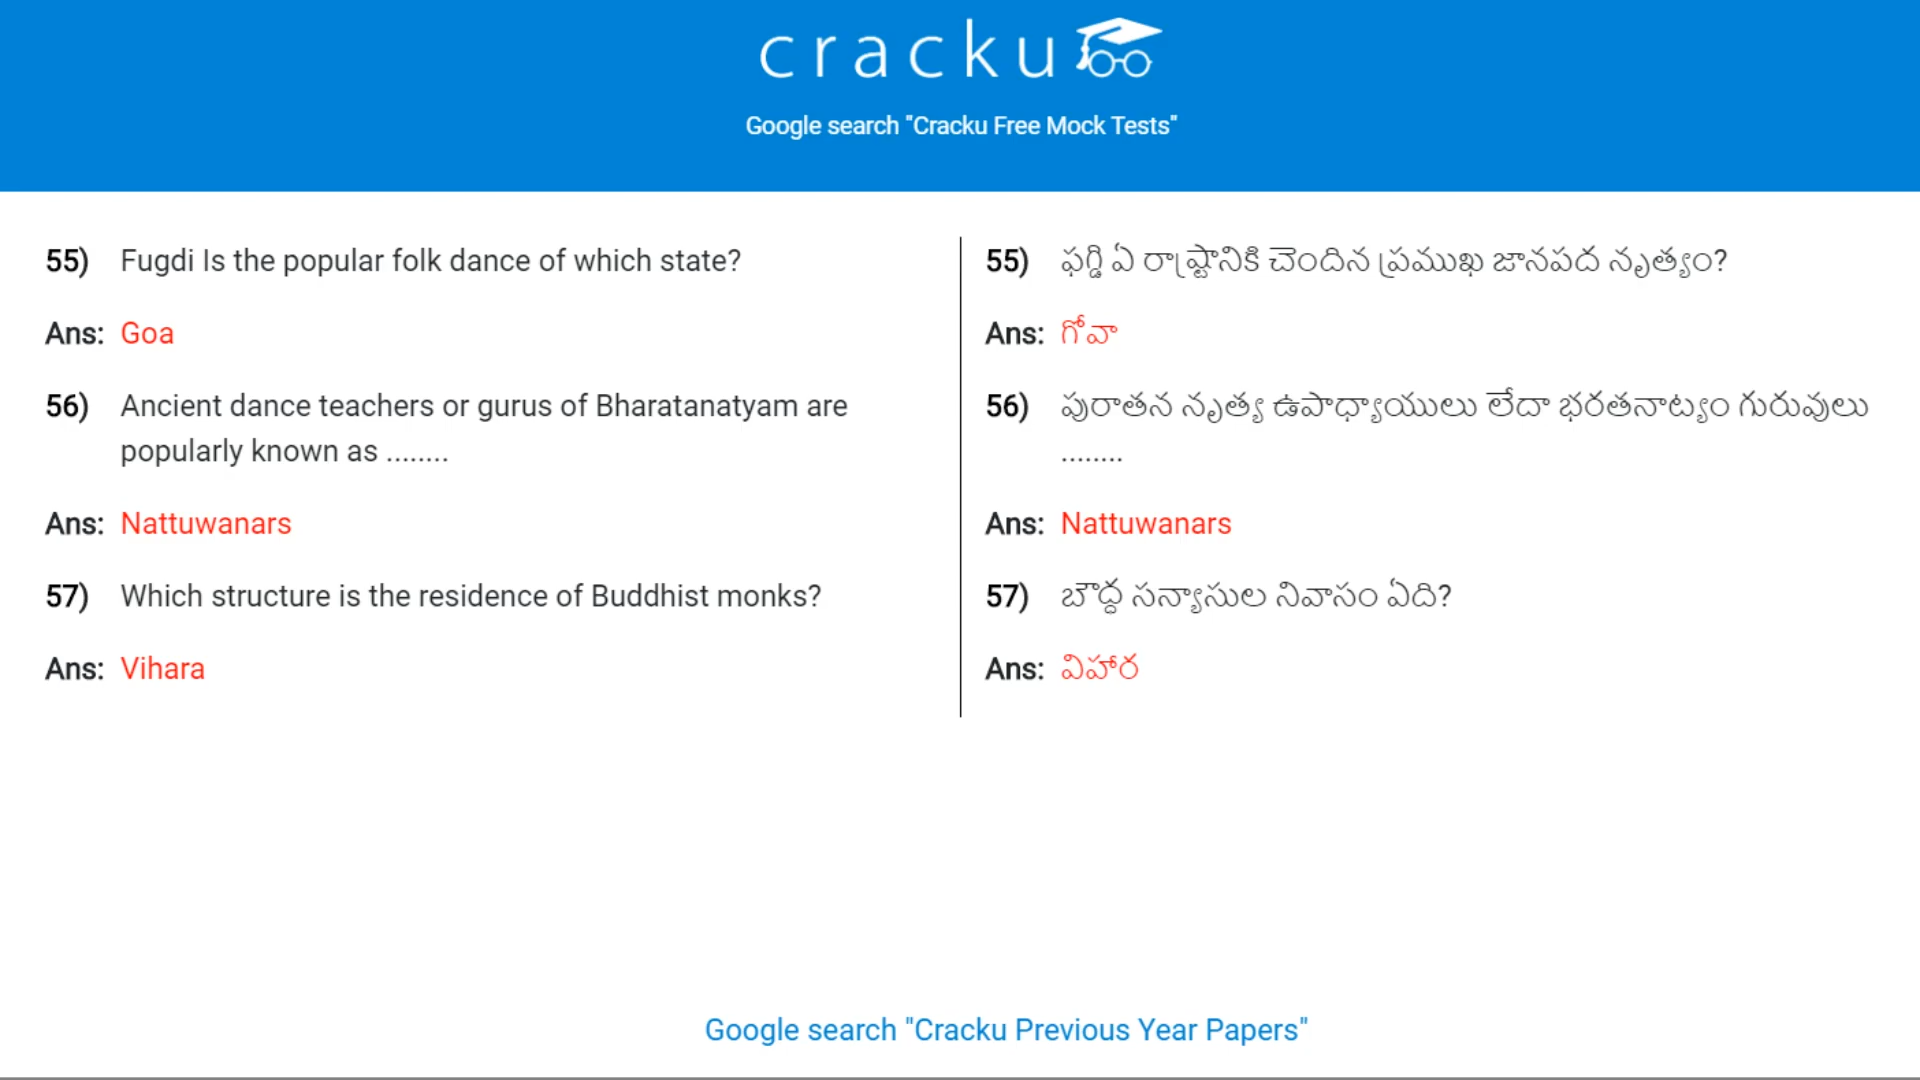 cracku
Google search "Cracku Free Mock Tests"
55) Fugdi Is the popular folk dance of which state?
Ans: Goa
56) Ancient dance teachers or gurus of Bharatanatyam are
popularly known as ........
Ans: Nattuwanars
57) Which structure is the residence of Buddhist monks?
Ans: Vihara
55) ఫగ్డి ఏ రాష్ట్రానికి చెందిన ప్రముఖ జానపద నృత్యం?
Ans: గోవా
56) పురాతన నృత్య ఉపాధ్యాయులు లేదా భరతనాట్యం గురువులు
........
Ans: Nattuwanars
57) బౌద్ధ సన్యాసుల నివాసం ఏది?
Ans: విహార
Google search "Cracku Previous Year Papers"